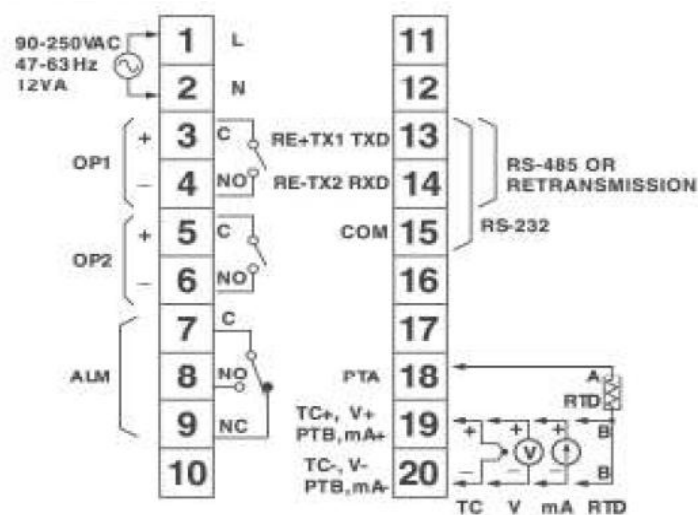 90-250VAC
47-63Hz
12VA
1 L
2 N
OP1
+ 3 C
− 4 NO
OP2
+ 5 C
− 6 NO
ALM
7 C
8 NO
9 NC
10
11
12
RE+TX1 TXD 13
RE-TX2 RXD 14
COM 15
RS-485 OR
RETRANSMISSION
RS-232
16
17
PTA 18
A
RTD
TC+, V+
PTB,mA+
19
+ + + B
V
TC-, V-
PTB,mA-
20
− − − B
TC V mA RTD